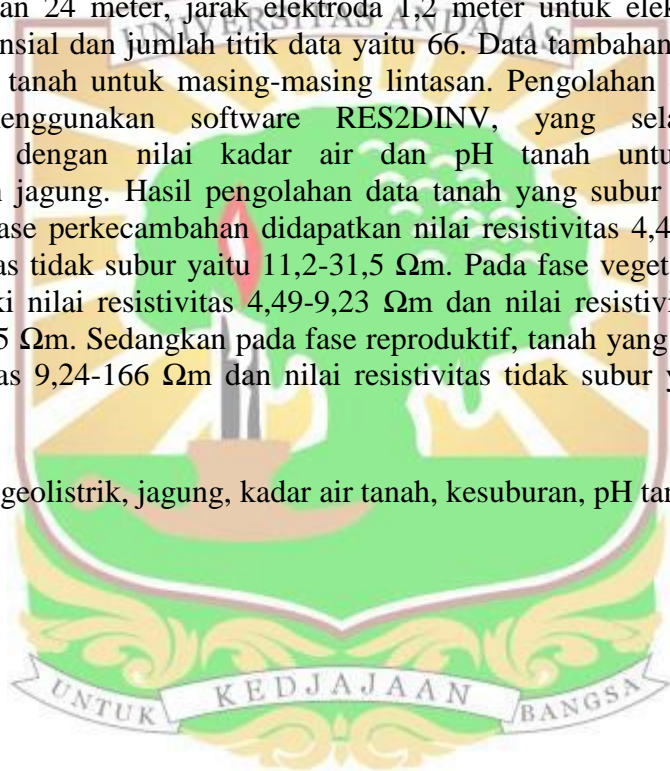 an 24 meter, jarak elektroda 1,2 meter untuk elek
UNIVERSITAS ANDALAS
nsial dan jumlah titik data yaitu 66. Data tambahan
tanah untuk masing-masing lintasan. Pengolahan
enggunakan software RES2DINV, yang sela
dengan nilai kadar air dan pH tanah untu
n jagung. Hasil pengolahan data tanah yang subur
ase perkecambahan didapatkan nilai resistivitas 4,4
as tidak subur yaitu 11,2-31,5 Ωm. Pada fase veget
ki nilai resistivitas 4,49-9,23 Ωm dan nilai resistivi
5 Ωm. Sedangkan pada fase reproduktif, tanah yang
as 9,24-166 Ωm dan nilai resistivitas tidak subur y
geolistrik, jagung, kadar air tanah, kesuburan, pH tan
UNTUK KEDJAJAAN BANGSA